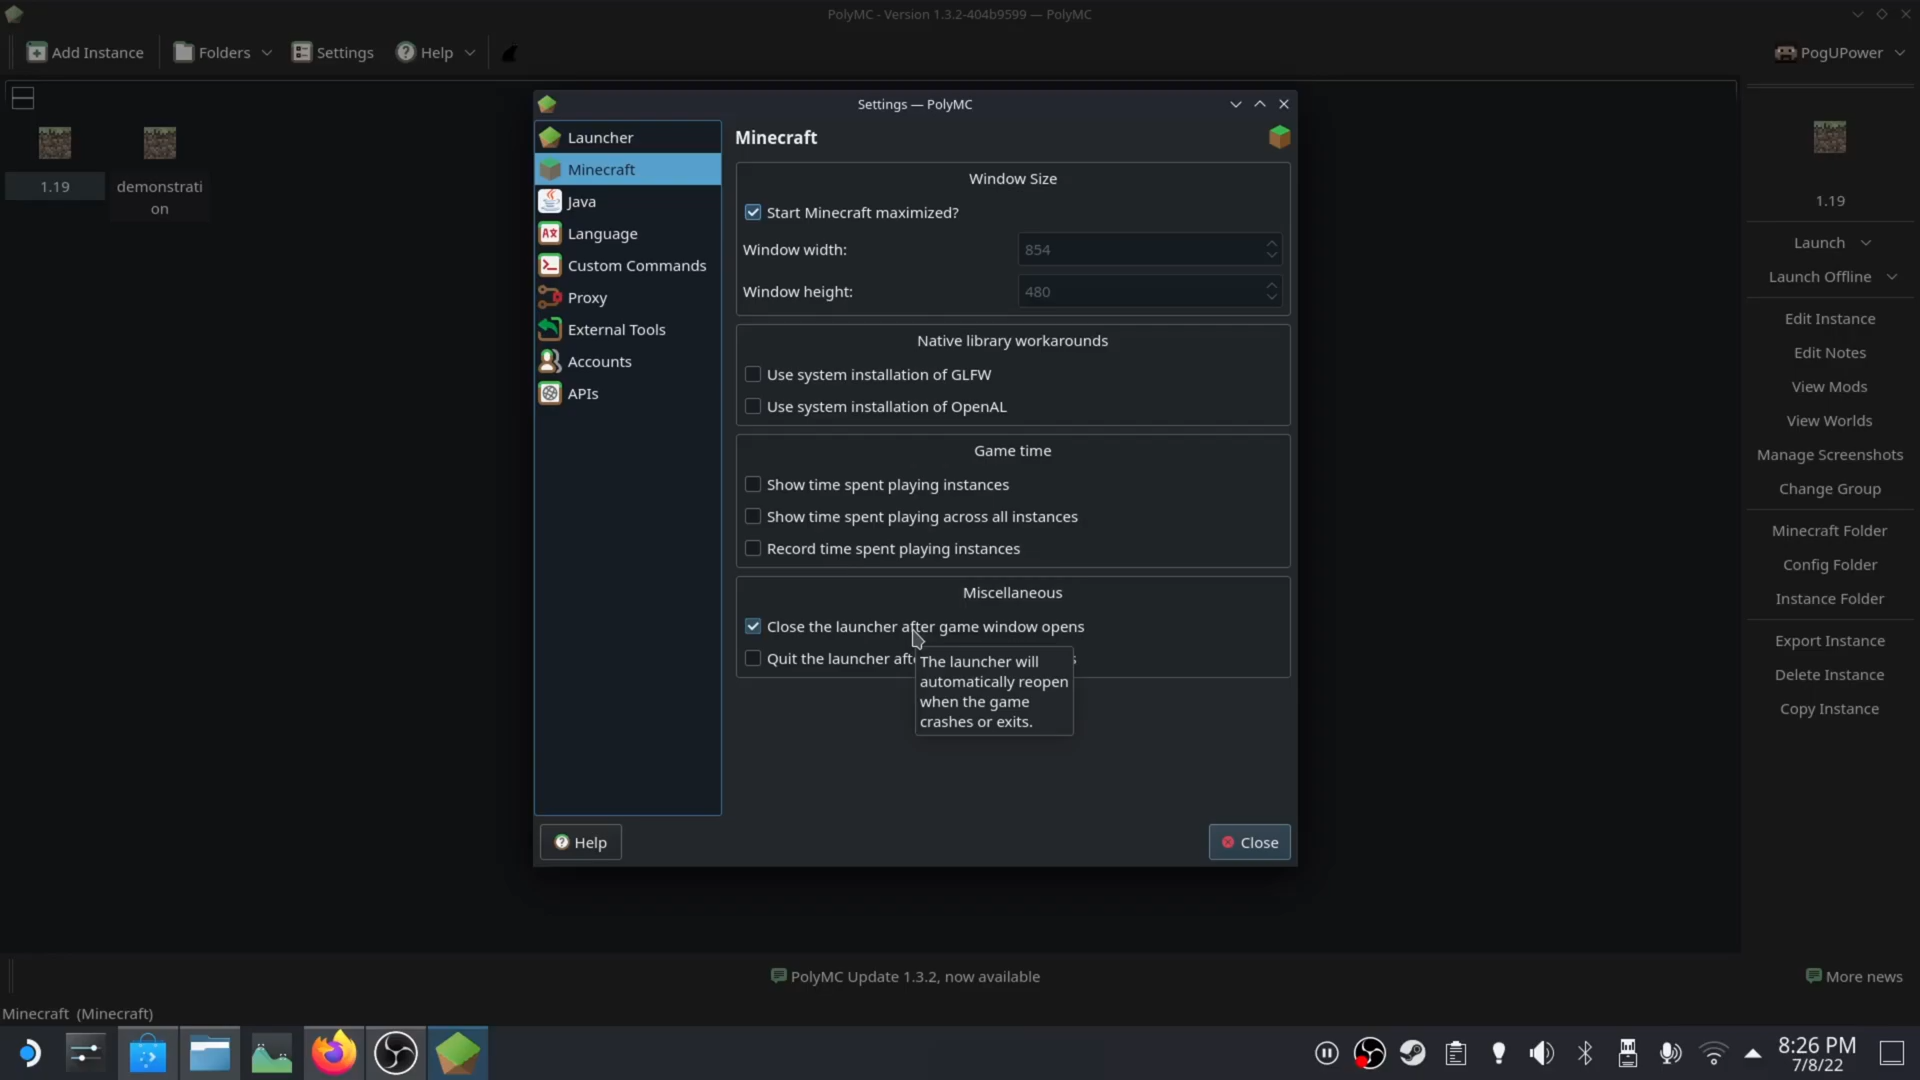 PolyMC - Version 1.3.2-404b9599 — PolyMC
Add Instance
Folders
Settings
Help
PogUPower
1.19
demonstrati
on
Settings — PolyMC
Launcher
Minecraft
Java
Language
Custom Commands
Proxy
External Tools
Accounts
APIs
Minecraft
Window Size
Start Minecraft maximized?
Window width:
854
Window height:
480
Native library workarounds
Use system installation of GLFW
Use system installation of OpenAL
Game time
Show time spent playing instances
Show time spent playing across all instances
Record time spent playing instances
Miscellaneous
Close the launcher after game window opens
Quit the launcher
The launcher will
automatically reopen
when the game
crashes or exits.
Help
Close
1.19
Launch
Launch Offline
Edit Instance
Edit Notes
View Mods
View Worlds
Manage Screenshots
Change Group
Minecraft Folder
Config Folder
Instance Folder
Export Instance
Delete Instance
Copy Instance
PolyMC Update 1.3.2, now available
More news
Minecraft (Minecraft)
8:26 PM
7/8/22